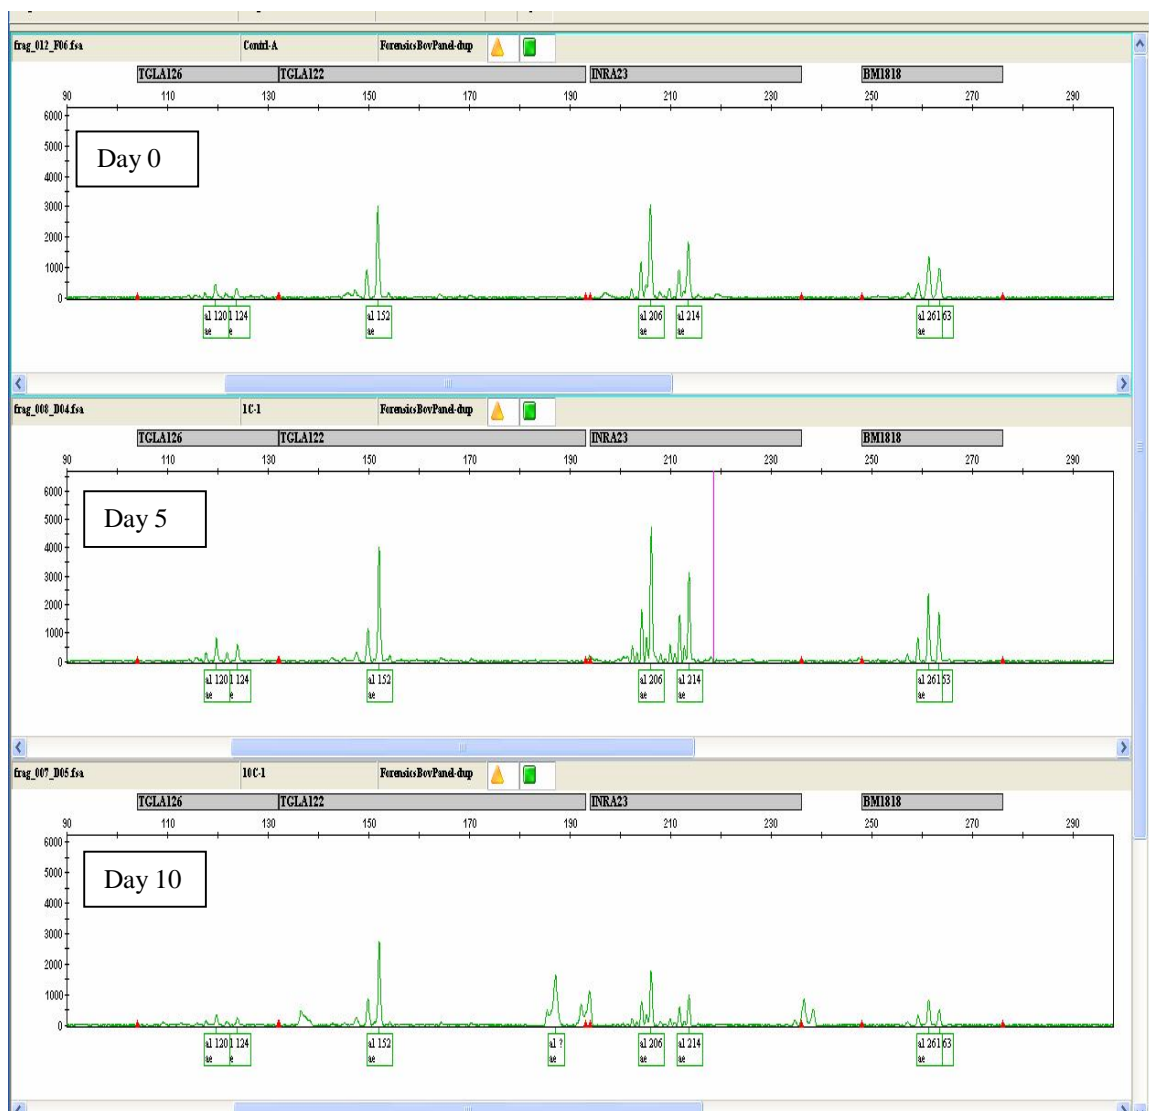 frag_012_F06.fsa Contrl-A ForensicsBovPanel-dup
TGLA126 TGLA122 INRA23 BM1818
90 110 130 150 170 190 210 230 250 270 290
6000
5000
4000
3000
2000
1000
0
Day 0
al 120 1 124 al 152 al 206 al 214 al 261 63
ae e ae ae ae ae
frag_008_D04.fsa 1C-1 ForensicsBovPanel-dup
TGLA126 TGLA122 INRA23 BM1818
90 110 130 150 170 190 210 230 250 270 290
6000
5000
4000
3000
2000
1000
0
Day 5
al 120 1 124 al 152 al 206 al 214 al 261 53
ae e ae ae ae ae
frag_007_D05.fsa 10C-1 ForensicsBovPanel-dup
TGLA126 TGLA122 INRA23 BM1818
90 110 130 150 170 190 210 230 250 270 290
6000
5000
4000
3000
2000
1000
0
Day 10
al 120 1 124 al 152 al ? al 206 al 214 al 261 63
ae e ae ae ae ae ae